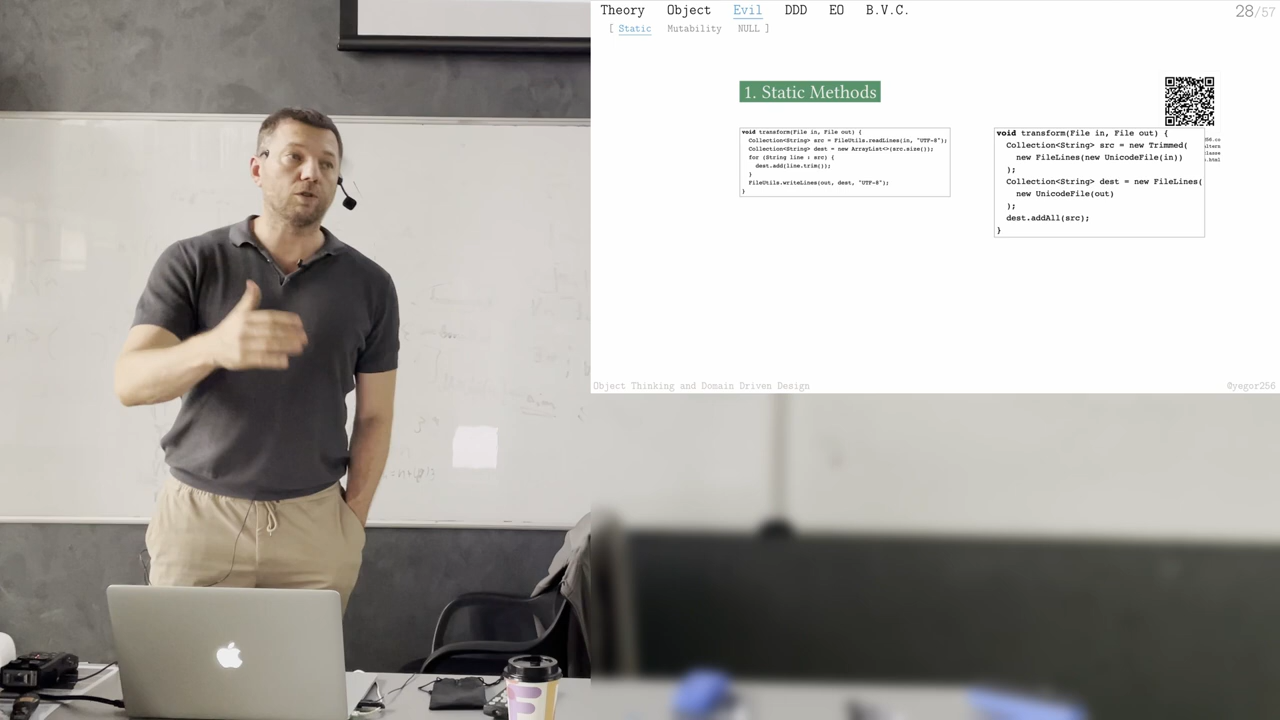 Theory Object Evil DDD EO B.V.C.
28/57
[ Static Mutability NULL ]
1. Static Methods
void transform(File in, File out) {
Collection<String> src = FileUtils.readLines(in, "UTF-8");
Collection<String> dest = new ArrayList<>(src.size());
for (String line : src) {
dest.add(line.trim());
}
FileUtils.writeLines(out, dest, "UTF-8");
}
void transform(File in, File out) {
Collection<String> src = new Trimmed(
new FileLines(new UnicodeFile(in))
);
Collection<String> dest = new FileLines(
new UnicodeFile(out)
);
dest.addAll(src);
}
Object Thinking and Domain Driven Design
@yegor256